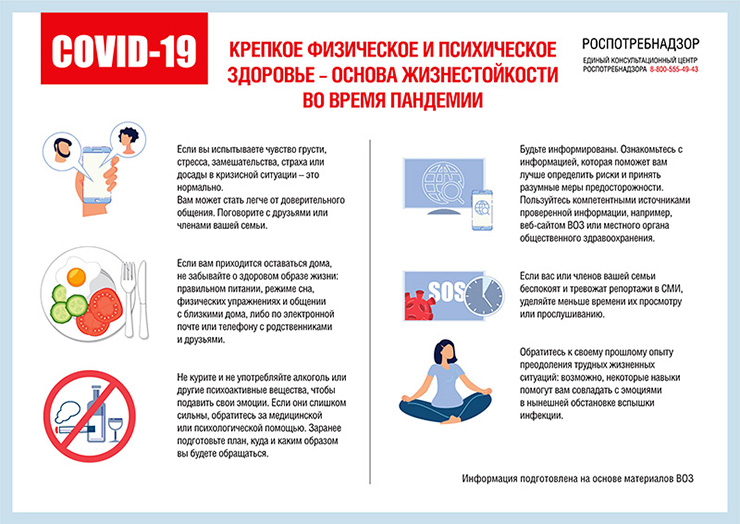 COVID-19
КРЕПКОЕ ФИЗИЧЕСКОЕ И ПСИХИЧЕСКОЕ
ЗДОРОВЬЕ – ОСНОВА ЖИЗНЕСТОЙКОСТИ
ВО ВРЕМЯ ПАНДЕМИИ
РОСПОТРЕБНАДЗОР
ЕДИНЫЙ КОНСУЛЬТАЦИОННЫЙ ЦЕНТР
РОСПОТРЕБНАДЗОРА 8-800-555-49-43
Если вы испытываете чувство грусти,
стресса, замешательства, страха или
досады в кризисной ситуации – это
нормально.
Вам может стать легче от доверительного
общения. Поговорите с друзьями или
членами вашей семьи.
Если вам приходится оставаться дома,
не забывайте о здоровом образе жизни:
правильном питании, режиме сна,
физических упражнениях и общении
с близкими дома, либо по электронной
почте или телефону с родственниками
и друзьями.
Не курите и не употребляйте алкоголь или
другие психоактивные вещества, чтобы
подавить свои эмоции. Если они слишком
сильны, обратитесь за медицинской
или психологической помощью. Заранее
подготовьте план, куда и каким образом
вы будете обращаться.
Будьте информированы. Ознакомьтесь с
информацией, которая поможет вам
лучше определить риски и принять
разумные меры предосторожности.
Пользуйтесь компетентными источниками
проверенной информации, например,
веб-сайтом ВОЗ или местного органа
общественного здравоохранения.
SOS
Если вас или членов вашей семьи
беспокоят и тревожат репортажи в СМИ,
уделяйте меньше времени их просмотру
или прослушиванию.
Обратитесь к своему прошлому опыту
преодоления трудных жизненных
ситуаций: возможно, некоторые навыки
помогут вам совладать с эмоциями
в нынешней обстановке вспышки
инфекции.
Информация подготовлена на основе материалов ВОЗ